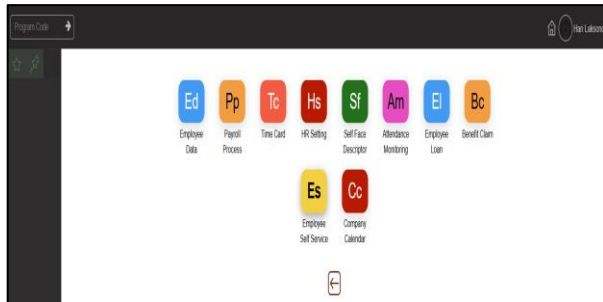 Program Code
Hari Laksono
Ed Pp Tc Hs Sf Am El Bc
Employee Data
Payroll Process
Time Card
HR Setting
Self Face Descriptor
Attendance Monitoring
Employee Loan
Benefit Claim
Es Cc
Employee Self Service
Company Calendar